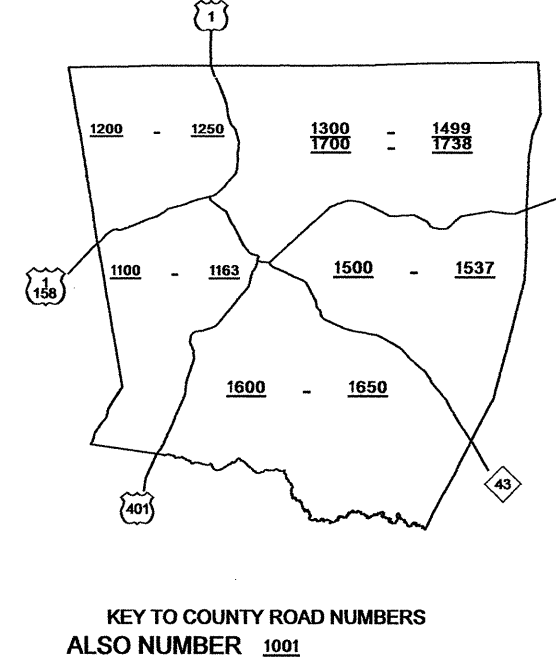 1
1200 - 1250
1300 - 1499
1700 - 1738
1
158
1100 - 1163
1500 - 1537
1600 - 1650
401
43
KEY TO COUNTY ROAD NUMBERS
ALSO NUMBER 1001